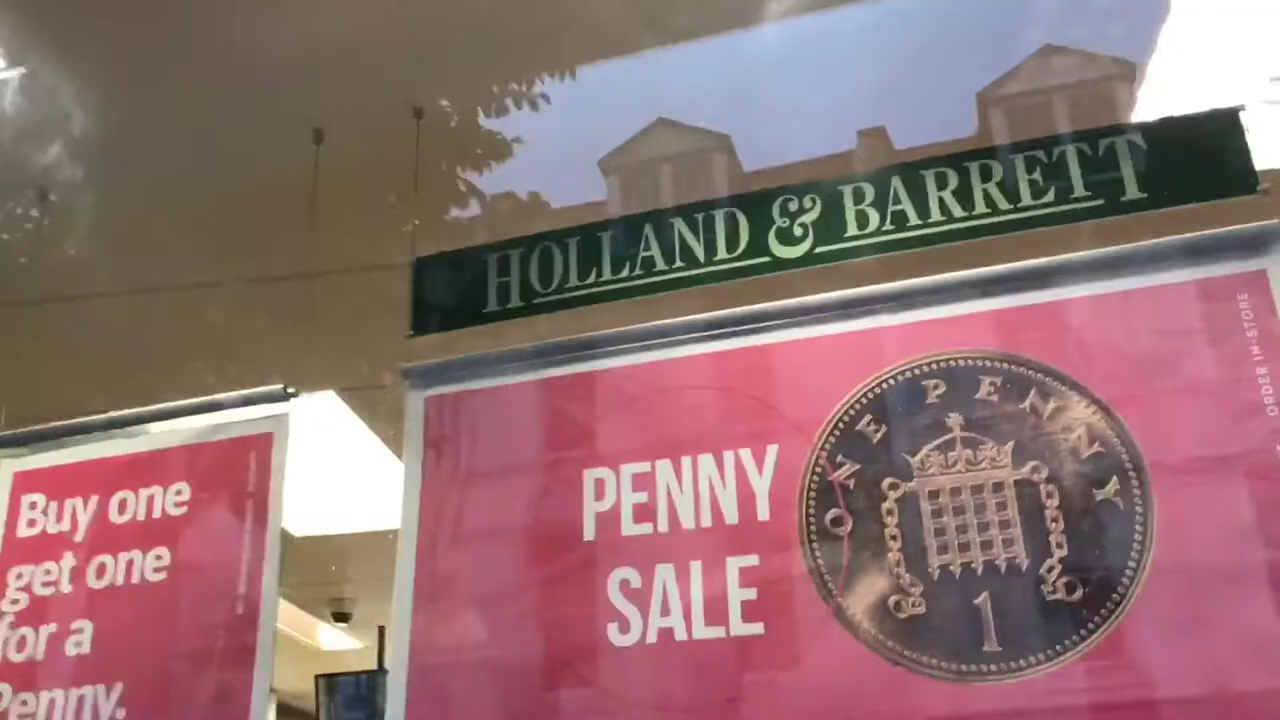 HOLLAND & BARRETT
Buy one
get one
for a
Penny.
PENNY
SALE
ONE PENNY
1
ORDER IN-STORE